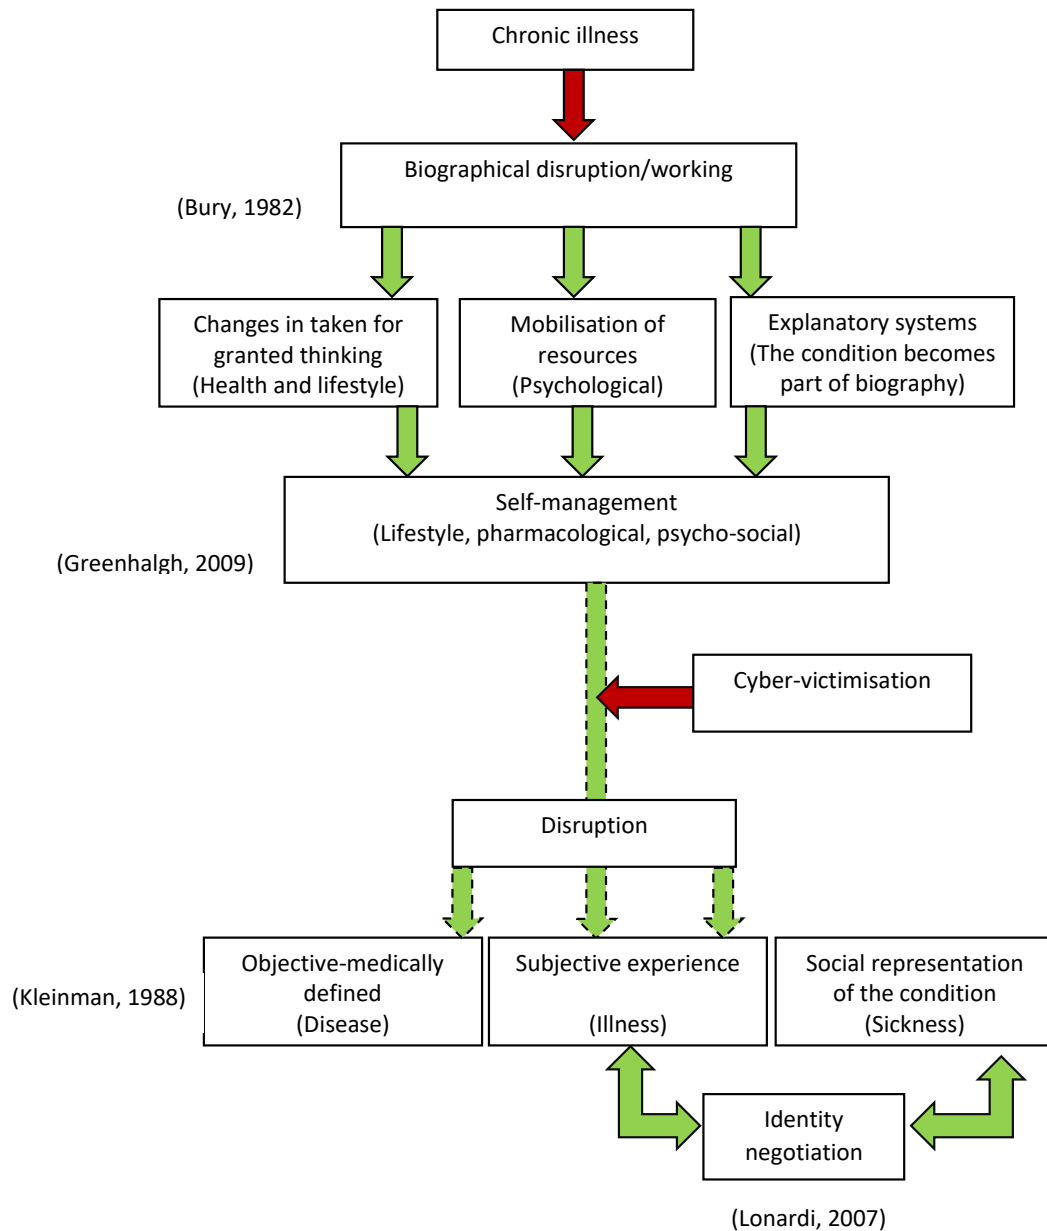 Chronic illness
Biographical disruption/working
(Bury, 1982)
Changes in taken for
granted thinking
(Health and lifestyle)
Mobilisation of
resources
(Psychological)
Explanatory systems
(The condition becomes
part of biography)
Self-management
(Lifestyle, pharmacological, psycho-social)
(Greenhalgh, 2009)
Cyber-victimisation
Disruption
(Kleinman, 1988)
Objective-medically
defined
(Disease)
Subjective experience
(Illness)
Social representation
of the condition
(Sickness)
Identity
negotiation
(Lonardi, 2007)